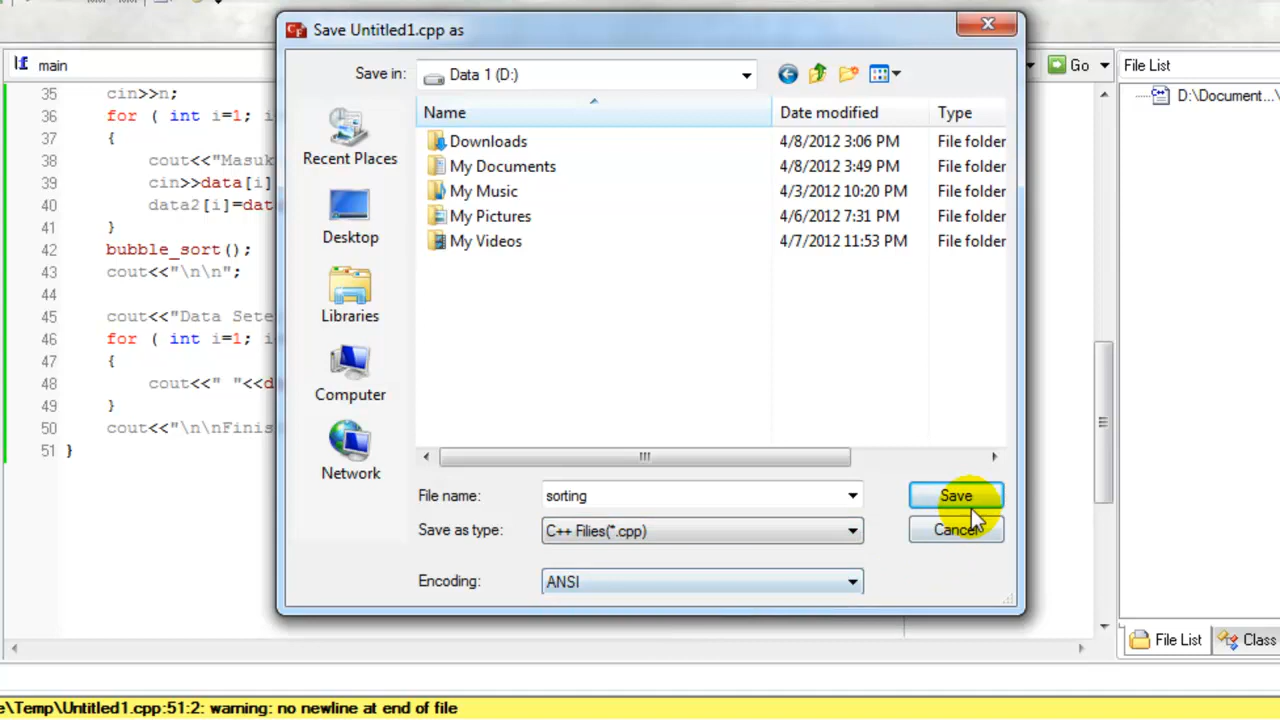 Save Untitled1.cpp as
main
Save in: Data 1 (D:)
Go
File List
Name Date modified Type
Downloads 4/8/2012 3:06 PM File folder
My Documents 4/8/2012 3:49 PM File folder
My Music 4/3/2012 10:20 PM File folder
My Pictures 4/6/2012 7:31 PM File folder
My Videos 4/7/2012 11:53 PM File folder
Recent Places
Desktop
Libraries
Computer
Network
File name: sorting Save
Save as type: C++ Filies(*.cpp) Cancel
Encoding: ANSI
D:\Document...\
35 cin>>n;
36 for ( int i=1; i
37 {
38 cout<<"Masuk
39 cin>>data[i]
40 data2[i]=dat
41 }
42 bubble_sort();
43 cout<<"\n\n";
44
45 cout<<"Data Sete
46 for ( int i=1; i
47 {
48 cout<<" "<<d
49 }
50 cout<<"\n\nFinis
51 }
File List Class
e\Temp\Untitled1.cpp:51:2: warning: no newline at end of file